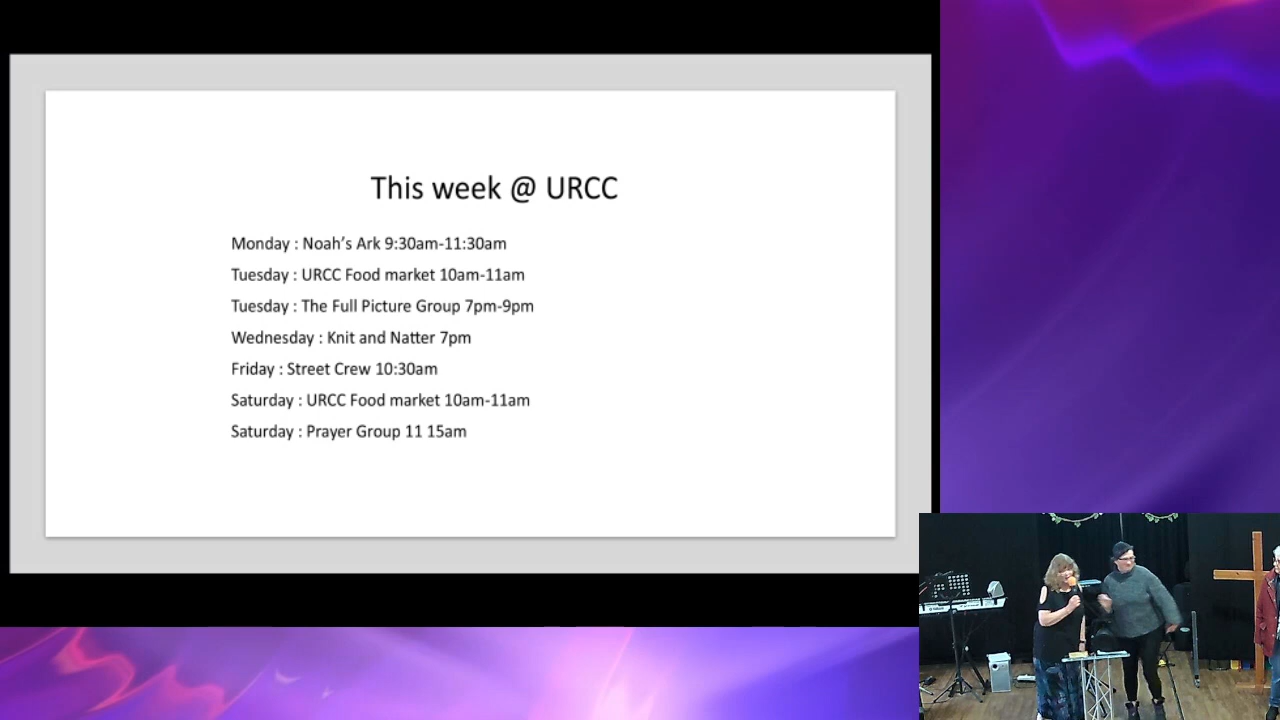 This week @ URCC
Monday : Noah’s Ark 9:30am-11:30am
Tuesday : URCC Food market 10am-11am
Tuesday : The Full Picture Group 7pm-9pm
Wednesday : Knit and Natter 7pm
Friday : Street Crew 10:30am
Saturday : URCC Food market 10am-11am
Saturday : Prayer Group 11 15am